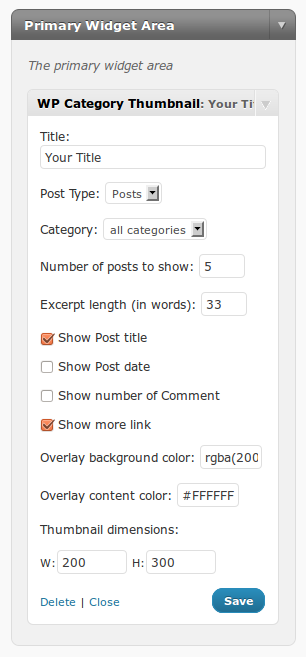 Primary Widget Area
The primary widget area
WP Category Thumbnail: Your Ti
Title:
Your Title
Post Type: Posts
Category: all categories
Number of posts to show: 5
Excerpt length (in words): 33
Show Post title
Show Post date
Show number of Comment
Show more link
Overlay background color: rgba(200
Overlay content color: #FFFFFF
Thumbnail dimensions:
W: 200 H: 300
Delete | Close Save